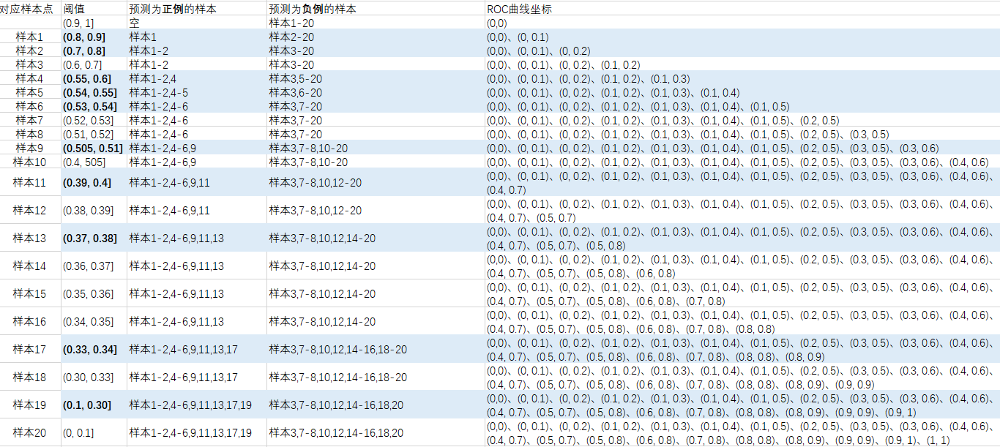 对应样本点 阈值 预测为正例的样本 预测为负例的样本 ROC曲线坐标
(0.9, 1] 空 样本1-20 (0,0)
样本1 (0.8, 0.9] 样本1 样本2-20 (0,0)、(0, 0.1)
样本2 (0.7, 0.8] 样本1-2 样本3-20 (0,0)、(0, 0.1)、(0, 0.2)
样本3 (0.6, 0.7] 样本1-2 样本3-20 (0,0)、(0, 0.1)、(0, 0.2)、(0.1, 0.2)
样本4 (0.55, 0.6] 样本1-2,4 样本3,5-20 (0,0)、(0, 0.1)、(0, 0.2)、(0.1, 0.2)、(0.1, 0.3)
样本5 (0.54, 0.55] 样本1-2,4-5 样本3,6-20 (0,0)、(0, 0.1)、(0, 0.2)、(0.1, 0.2)、(0.1, 0.3)、(0.1, 0.4)
样本6 (0.53, 0.54] 样本1-2,4-6 样本3,7-20 (0,0)、(0, 0.1)、(0, 0.2)、(0.1, 0.2)、(0.1, 0.3)、(0.1, 0.4)、(0.1, 0.5)
样本7 (0.52, 0.53] 样本1-2,4-6 样本3,7-20 (0,0)、(0, 0.1)、(0, 0.2)、(0.1, 0.2)、(0.1, 0.3)、(0.1, 0.4)、(0.1, 0.5)、(0.2, 0.5)
样本8 (0.51, 0.52] 样本1-2,4-6 样本3,7-20 (0,0)、(0, 0.1)、(0, 0.2)、(0.1, 0.2)、(0.1, 0.3)、(0.1, 0.4)、(0.1, 0.5)、(0.2, 0.5)、(0.3, 0.5)
样本9 (0.505, 0.51] 样本1-2,4-6,9 样本3,7-8,10-20 (0,0)、(0, 0.1)、(0, 0.2)、(0.1, 0.2)、(0.1, 0.3)、(0.1, 0.4)、(0.1, 0.5)、(0.2, 0.5)、(0.3, 0.5)、(0.3, 0.6)
样本10 (0.4, 505] 样本1-2,4-6,9 样本3,7-8,10-20 (0,0)、(0, 0.1)、(0, 0.2)、(0.1, 0.2)、(0.1, 0.3)、(0.1, 0.4)、(0.1, 0.5)、(0.2, 0.5)、(0.3, 0.5)、(0.3, 0.6)、(0.4, 0.6)
样本11 (0.39, 0.4] 样本1-2,4-6,9,11 样本3,7-8,10,12-20 (0,0)、(0, 0.1)、(0, 0.2)、(0.1, 0.2)、(0.1, 0.3)、(0.1, 0.4)、(0.1, 0.5)、(0.2, 0.5)、(0.3, 0.5)、(0.3, 0.6)、(0.4, 0.6)、
(0.4, 0.7)
样本12 (0.38, 0.39] 样本1-2,4-6,9,11 样本3,7-8,10,12-20 (0,0)、(0, 0.1)、(0, 0.2)、(0.1, 0.2)、(0.1, 0.3)、(0.1, 0.4)、(0.1, 0.5)、(0.2, 0.5)、(0.3, 0.5)、(0.3, 0.6)、(0.4, 0.6)、
(0.4, 0.7)、(0.5, 0.7)
样本13 (0.37, 0.38] 样本1-2,4-6,9,11,13 样本3,7-8,10,12,14-20 (0,0)、(0, 0.1)、(0, 0.2)、(0.1, 0.2)、(0.1, 0.3)、(0.1, 0.4)、(0.1, 0.5)、(0.2, 0.5)、(0.3, 0.5)、(0.3, 0.6)、(0.4, 0.6)、
(0.4, 0.7)、(0.5, 0.7)、(0.5, 0.8)
样本14 (0.36, 0.37] 样本1-2,4-6,9,11,13 样本3,7-8,10,12,14-20 (0,0)、(0, 0.1)、(0, 0.2)、(0.1, 0.2)、(0.1, 0.3)、(0.1, 0.4)、(0.1, 0.5)、(0.2, 0.5)、(0.3, 0.5)、(0.3, 0.6)、(0.4, 0.6)、
(0.4, 0.7)、(0.5, 0.7)、(0.5, 0.8)、(0.6, 0.8)
样本15 (0.35, 0.36] 样本1-2,4-6,9,11,13 样本3,7-8,10,12,14-20 (0,0)、(0, 0.1)、(0, 0.2)、(0.1, 0.2)、(0.1, 0.3)、(0.1, 0.4)、(0.1, 0.5)、(0.2, 0.5)、(0.3, 0.5)、(0.3, 0.6)、(0.4, 0.6)、
(0.4, 0.7)、(0.5, 0.7)、(0.5, 0.8)、(0.6, 0.8)、(0.7, 0.8)
样本16 (0.34, 0.35] 样本1-2,4-6,9,11,13 样本3,7-8,10,12,14-20 (0,0)、(0, 0.1)、(0, 0.2)、(0.1, 0.2)、(0.1, 0.3)、(0.1, 0.4)、(0.1, 0.5)、(0.2, 0.5)、(0.3, 0.5)、(0.3, 0.6)、(0.4, 0.6)、
(0.4, 0.7)、(0.5, 0.7)、(0.5, 0.8)、(0.6, 0.8)、(0.7, 0.8)、(0.8, 0.8)
样本17 (0.33, 0.34] 样本1-2,4-6,9,11,13,17 样本3,7-8,10,12,14-16,18-20 (0,0)、(0, 0.1)、(0, 0.2)、(0.1, 0.2)、(0.1, 0.3)、(0.1, 0.4)、(0.1, 0.5)、(0.2, 0.5)、(0.3, 0.5)、(0.3, 0.6)、(0.4, 0.6)、
(0.4, 0.7)、(0.5, 0.7)、(0.5, 0.8)、(0.6, 0.8)、(0.7, 0.8)、(0.8, 0.8)、(0.8, 0.9)
样本18 (0.30, 0.33] 样本1-2,4-6,9,11,13,17 样本3,7-8,10,12,14-16,18-20 (0,0)、(0, 0.1)、(0, 0.2)、(0.1, 0.2)、(0.1, 0.3)、(0.1, 0.4)、(0.1, 0.5)、(0.2, 0.5)、(0.3, 0.5)、(0.3, 0.6)、(0.4, 0.6)、
(0.4, 0.7)、(0.5, 0.7)、(0.5, 0.8)、(0.6, 0.8)、(0.7, 0.8)、(0.8, 0.8)、(0.8, 0.9)、(0.9, 0.9)
样本19 (0.1, 0.30] 样本1-2,4-6,9,11,13,17,19 样本3,7-8,10,12,14-16,18,20 (0,0)、(0, 0.1)、(0, 0.2)、(0.1, 0.2)、(0.1, 0.3)、(0.1, 0.4)、(0.1, 0.5)、(0.2, 0.5)、(0.3, 0.5)、(0.3, 0.6)、(0.4, 0.6)、
(0.4, 0.7)、(0.5, 0.7)、(0.5, 0.8)、(0.6, 0.8)、(0.7, 0.8)、(0.8, 0.8)、(0.8, 0.9)、(0.9, 0.9)、(0.9, 1)
样本20 (0, 0.1] 样本1-2,4-6,9,11,13,17,19 样本3,7-8,10,12,14-16,18,20 (0,0)、(0, 0.1)、(0, 0.2)、(0.1, 0.2)、(0.1, 0.3)、(0.1, 0.4)、(0.1, 0.5)、(0.2, 0.5)、(0.3, 0.5)、(0.3, 0.6)、(0.4, 0.6)、
(0.4, 0.7)、(0.5, 0.7)、(0.5, 0.8)、(0.6, 0.8)、(0.7, 0.8)、(0.8, 0.8)、(0.8, 0.9)、(0.9, 0.9)、(0.9, 1)、(1, 1)